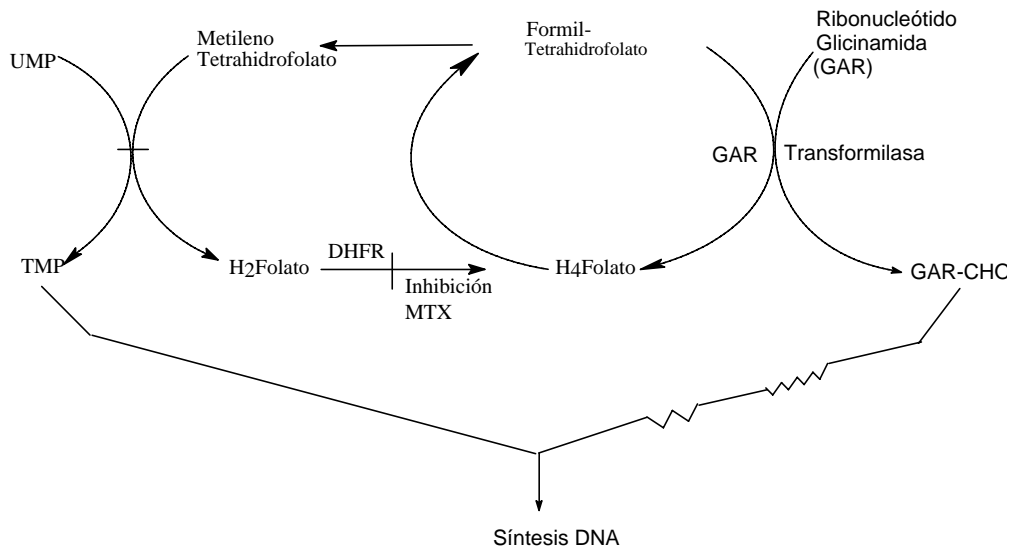 Metileno
Tetrahidrofolato
Formil-
Tetrahidrofolato
Ribonucleótido
Glicinamida
(GAR)
UMP
GAR
Transformilasa
TMP
H2Folato
DHFR
Inhibición
MTX
H4Folato
GAR-CHO
Síntesis DNA